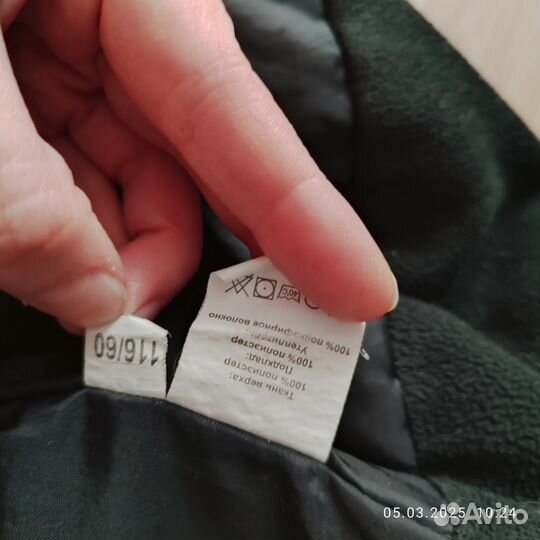 116/60
Ткань верха:
100% полиэстер
Подклад:
100% полиэстер
Утеплитель:
100% полиэфирное волокно
40°C
05.03.2025 10:24
Avito